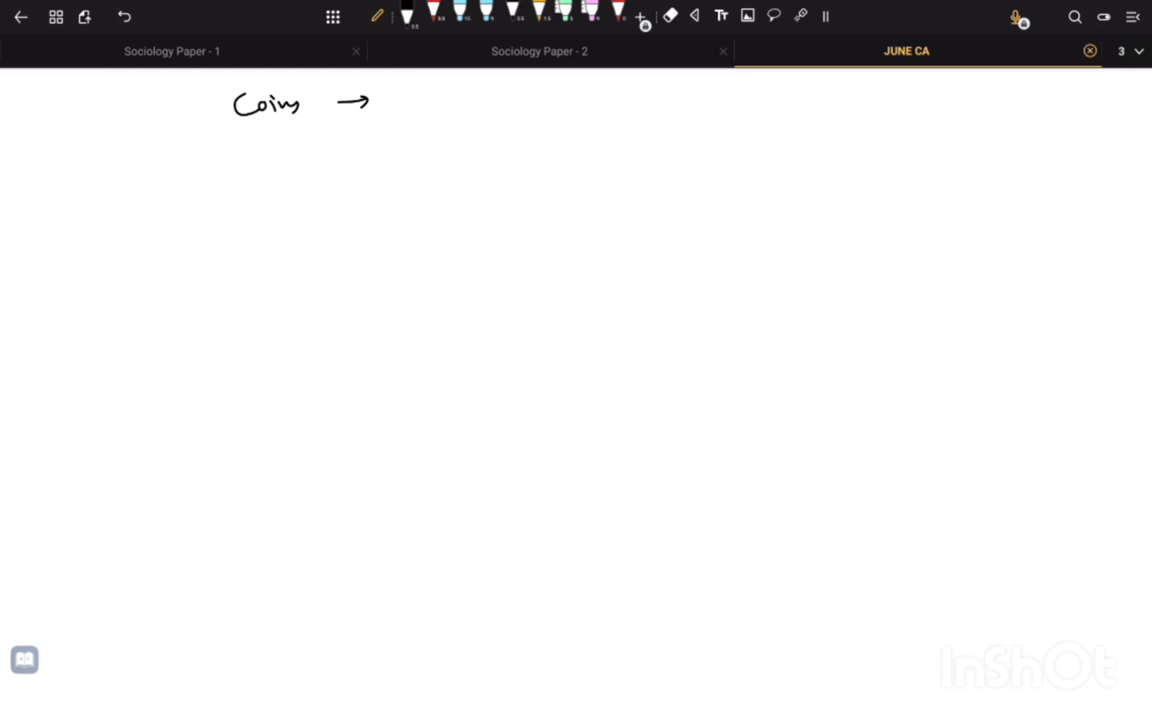 Sociology Paper - 1
Sociology Paper - 2
JUNE CA
3
Coins →
InShOt